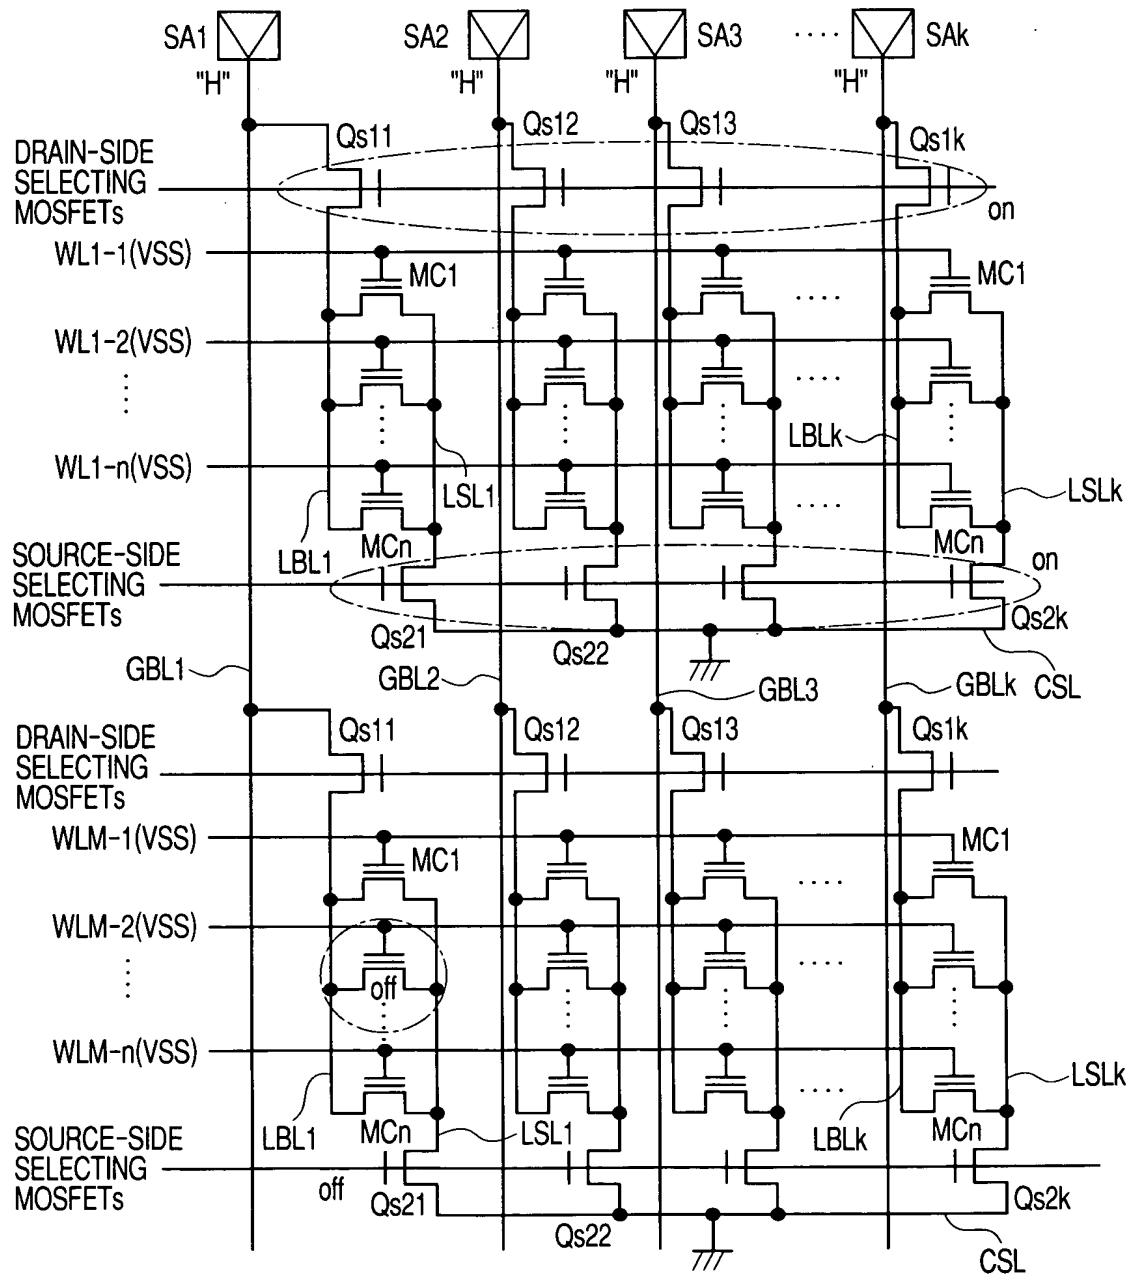 SA1 SA2 SA3 .... SAk
"H" "H" "H" "H"
Qs11 Qs12 Qs13 Qs1k
DRAIN-SIDE
SELECTING
MOSFETs
on
WL1-1(VSS)
MC1 MC1
....
WL1-2(VSS)
....
LBLk
WL1-n(VSS)
LSL1 LSLk
....
SOURCE-SIDE
SELECTING
MOSFETs
LBL1 MCn MCn
on
Qs21 Qs22 Qs2k
GBL1 GBL2 GBL3 GBLk CSL
Qs11 Qs12 Qs13 Qs1k
DRAIN-SIDE
SELECTING
MOSFETs
WLM-1(VSS)
MC1 MC1
....
WLM-2(VSS)
off
....
WLM-n(VSS)
LSLk
....
LBL1 MCn LSL1 LBLk MCn
SOURCE-SIDE
SELECTING
MOSFETs
off
Qs21 Qs22 Qs2k
CSL